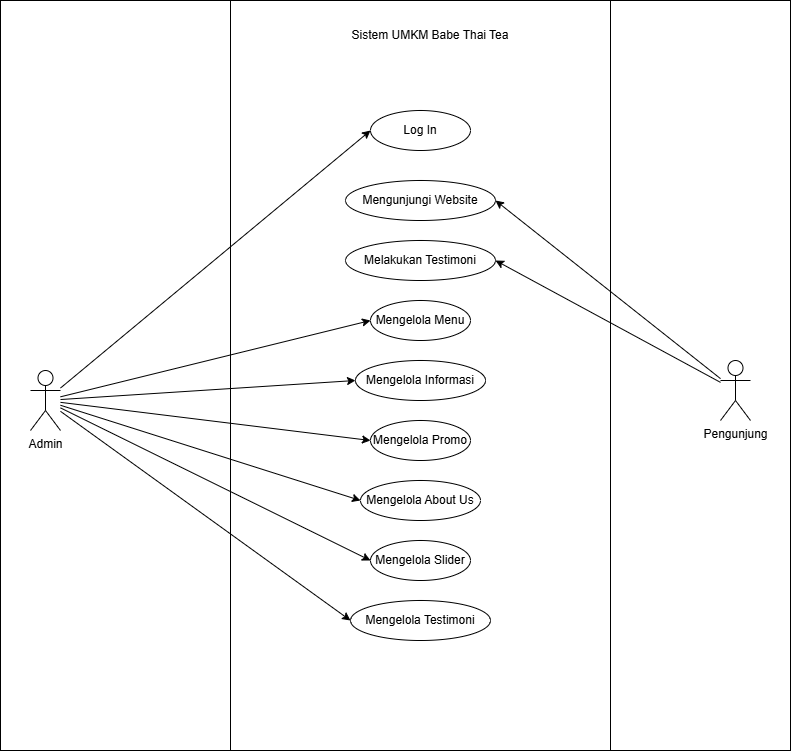 Sistem UMKM Babe Thai Tea
Log In
Mengunjungi Website
Melakukan Testimoni
Mengelola Menu
Mengelola Informasi
Mengelola Promo
Mengelola About Us
Mengelola Slider
Mengelola Testimoni
Admin
Pengunjung